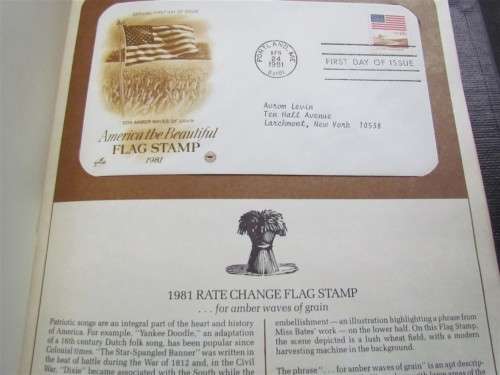 OFFICIAL FIRST DAY OF ISSUE
FOR AMBER WAVES OF GRAIN
America the Beautiful
FLAG STAMP
1981
PORTLAND, ME
APR
24
1981
04101
FIRST DAY OF ISSUE
Avrom Levin
Ten Hall Avenue
Larchmont, New York 10538
1981 RATE CHANGE FLAG STAMP
. . . for amber waves of grain
Patriotic songs are an integral part of the heart and history
of America. For example, "Yankee Doodle," an adaptation
of a 16th century Dutch folk song, has been popular since
Colonial times. "The Star-Spangled Banner" was written in
the heat of battle during the War of 1812 and, in the Civil
War, "Dixie" became associated with the South while the
embellishment - an illustration highlighting a phrase from
Miss Bates' work - on the lower half. On this Flag Stamp,
the scene depicted is a lush wheat field, with a modern
harvesting machine in the background.
The phrase ". . . for amber waves of grain" is an apt descrip-